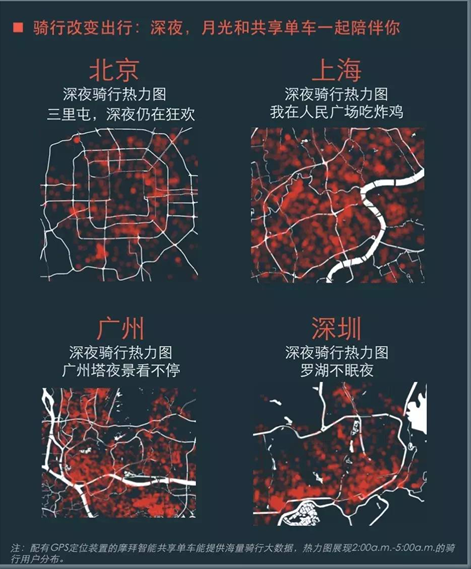 骑行改变出行：深夜，月光和共享单车一起陪伴你
北京
深夜骑行热力图
三里屯，深夜仍在狂欢
上海
深夜骑行热力图
我在人民广场吃炸鸡
广州
深夜骑行热力图
广州塔夜景看不停
深圳
深夜骑行热力图
罗湖不眠夜
注：配有GPS定位装置的摩拜智能共享单车能提供海量骑行大数据，热力图展现2:00a.m.-5:00a.m.的骑
行用户分布。